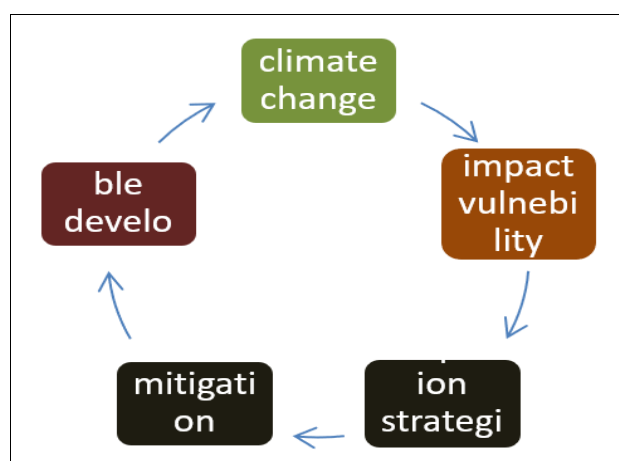 climate
change
impact
vulnebi
lity
ion
strategi
mitigati
on
ble
develo